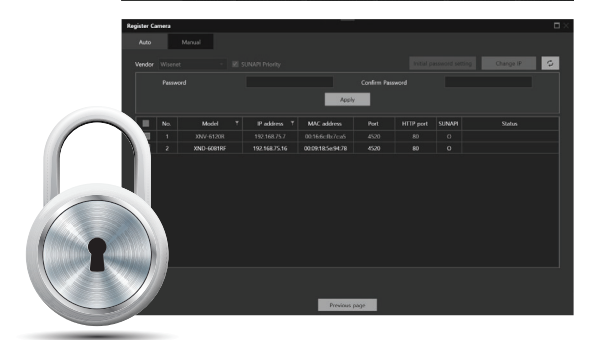 Register Camera
Auto Manual
Vendor Wisenet SUNAPI Priority Initial password setting Change IP
Password Confirm Password
Apply
No. Model IP address MAC address Port HTTP port SUNAPI Status
1 XNV-6120R 192.168.75.7 4520 80 O
2 XND-6081RF 192.168.75.16 00:09:18:5e:94:78 4520 80 O
Previous page